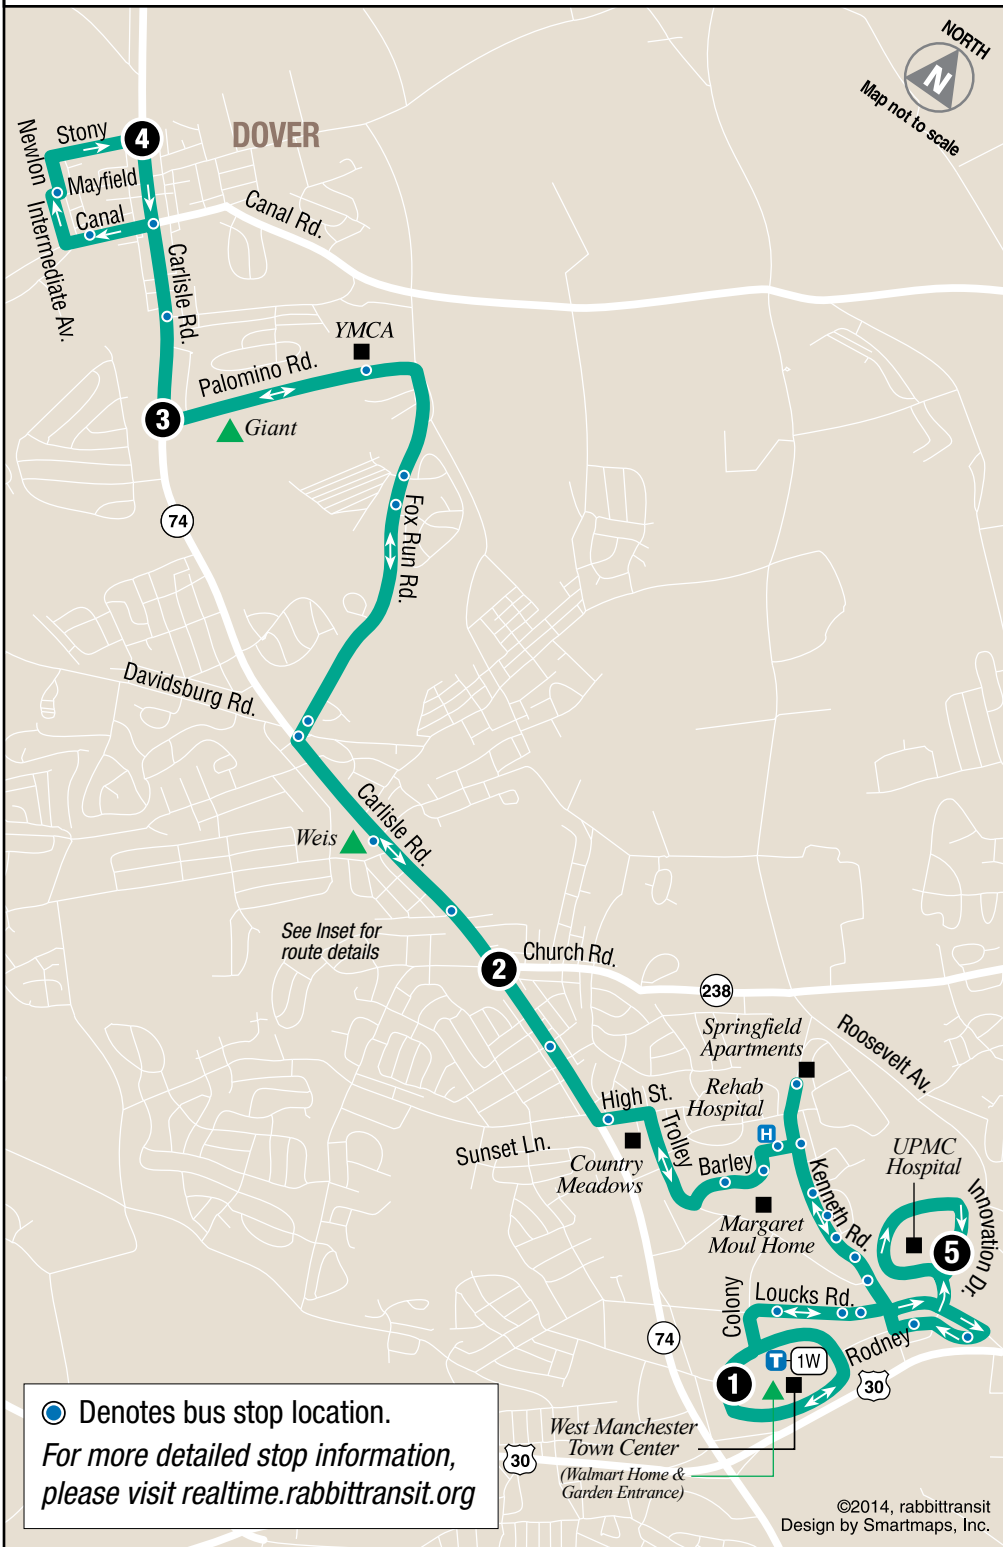 NORTH
N
Map not to scale
DOVER
Stony
4
Newlon
Mayfield
Canal
Intermediate Av.
Canal Rd.
Carlisle Rd.
YMCA
Palomino Rd.
3
Giant
74
Fox Run Rd.
Davidsburg Rd.
Carlisle Rd.
Weis
See Inset for
route details
2
Church Rd.
238
Springfield
Apartments
Roosevelt Av.
Rehab
Hospital
High St.
H
Trolley
Sunset Ln.
Country
Meadows
Barley
Kenneth Rd.
UPMC
Hospital
Margaret
Moul Home
5
Innovation Dr.
Colony
Loucks Rd.
Rodney
74
T
1W
1
30
West Manchester
Town Center
(Walmart Home &
Garden Entrance)
30
Denotes bus stop location.
For more detailed stop information,
please visit realtime.rabbittransit.org
©2014, rabbittransit
Design by Smartmaps, Inc.